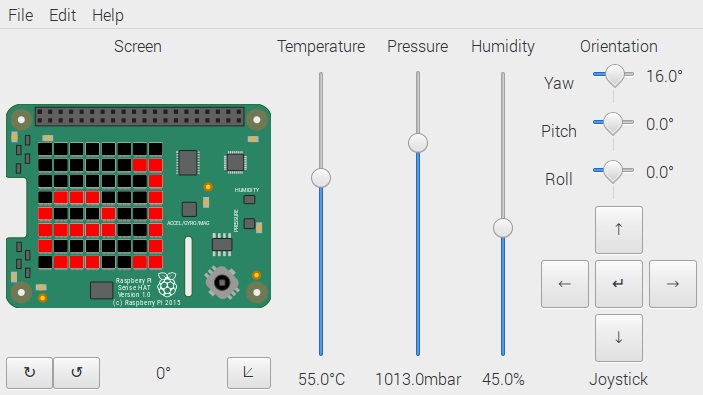 File Edit Help
Screen Temperature Pressure Humidity Orientation
Yaw 16.0°
Pitch 0.0°
Roll 0.0°
HUMIDITY
PRESSURE
ACCEL/GYRO/MAG
Raspberry Pi
Sense HAT
Version 1.0
(c) Raspberry Pi 2015
↑
← ↵ →
↓
↻ ↺ 0° 55.0°C 1013.0mbar 45.0% Joystick